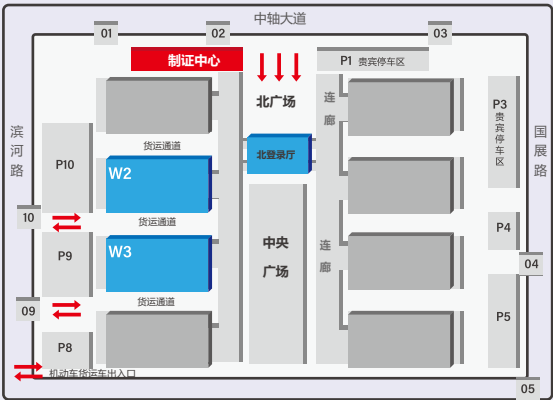 中轴大道
01
02
03
制证中心
P1 贵宾停车区
北广场
连廊
P3
贵宾停车区
滨河路
国展路
货运通道
北登录厅
P10
W2
10
货运通道
P4
中央
广场
连廊
W3
P9
04
货运通道
09
P5
P8
机动车货运车出入口
05